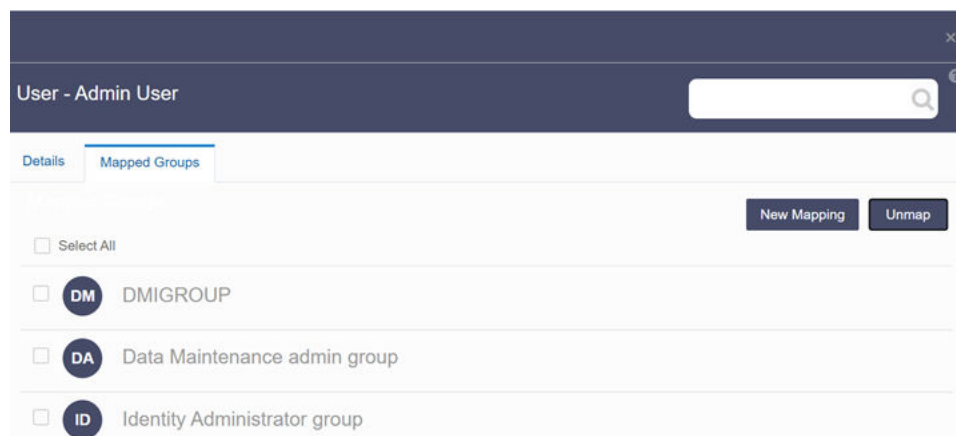 ×
User - Admin User
Details Mapped Groups
New Mapping Unmap
Select All
DM DMIGROUP
DA Data Maintenance admin group
ID Identity Administrator group